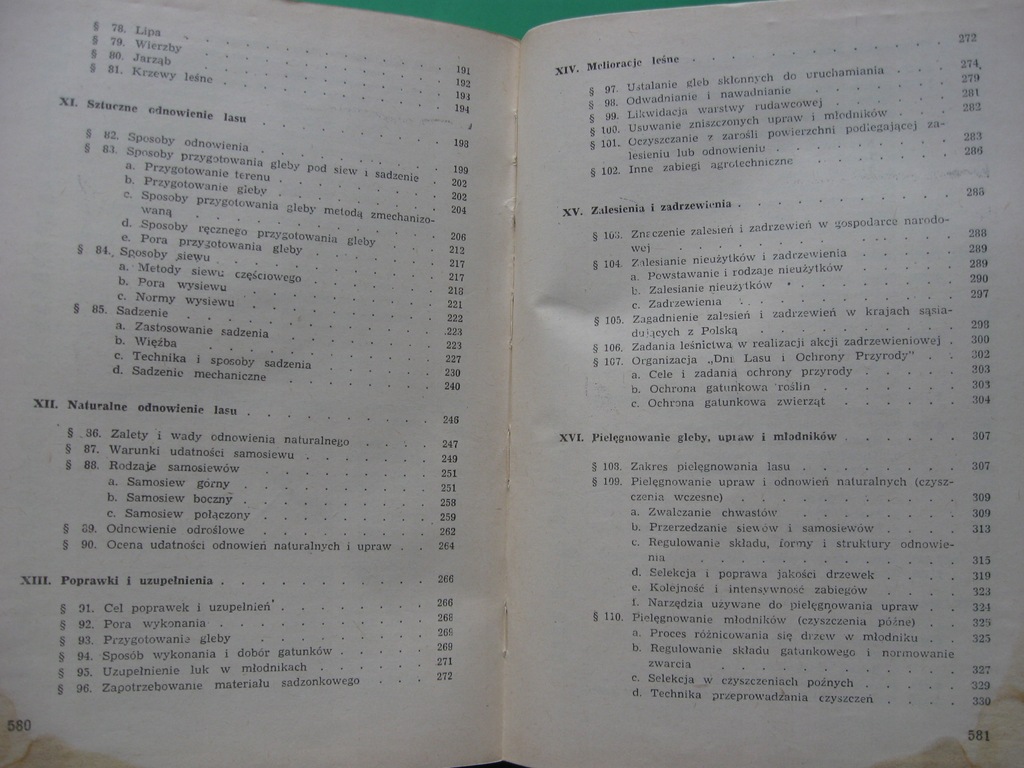 § 78. Lipa . . . . . . . . . 191
§ 79. Wierzby . . . . . . . . . 192
§ 80. Jarząb . . . . . . . . . 193
§ 81. Krzewy leśne . . . . . . . . . 194
XI. Sztuczne odnowienie lasu . . . . . . . . . 198
§ 82. Sposoby odnowienia . . . . . . . . . 199
§ 83. Sposoby przygotowania gleby pod siew i sadzenie . 202
a. Przygotowanie terenu . . . . . . . . . 202
b. Przygotowanie gleby . . . . . . . . . 204
c. Sposoby przygotowania gleby metodą zmechanizo-
waną . . . . . . . . . 206
d. Sposoby ręcznego przygotowania gleby . . . 212
e. Pora przygotowania gleby . . . . . . 217
§ 84. Sposoby siewu . . . . . . . . . 217
a. Metody siewu częściowego . . . . . . 218
b. Pora wysiewu . . . . . . . . . 221
c. Normy wysiewu . . . . . . . . . 222
§ 85. Sadzenie . . . . . . . . . 223
a. Zastosowanie sadzenia . . . . . . . 223
b. Więźba . . . . . . . . . 227
c. Technika i sposoby sadzenia . . . . . . 230
d. Sadzenie mechaniczne . . . . . . . 240
XII. Naturalne odnowienie lasu . . . . . . . . . 246
§ 86. Zalety i wady odnowienia naturalnego . . . . 247
§ 87. Warunki udatności samosiewu . . . . . . 249
§ 88. Rodzaje samosiewów . . . . . . . . 251
a. Samosiew górny . . . . . . . . 251
b. Samosiew boczny . . . . . . . . 258
c. Samosiew połączony . . . . . . . . 259
§ 89. Odnowienie odroślowe . . . . . . . . 262
§ 90. Ocena udatności odnowień naturalnych i upraw . . 264
XIII. Poprawki i uzupełnienia . . . . . . . . . 266
§ 91. Cel poprawek i uzupełnień . . . . . . . 266
§ 92. Pora wykonania . . . . . . . . . 268
§ 93. Przygotowanie gleby . . . . . . . . 268
§ 94. Sposób wykonania i dobór gatunków . . . . . 269
§ 95. Uzupełnienie luk w młodnikach . . . . . . 271
§ 96. Zapotrzebowanie materiału sadzonkowego . . . 272
580
XIV. Melioracje leśne . . . . . . . . . 272
§ 97. Ustalanie gleb skłonnych do uruchamiania . . . 274
§ 98. Odwadnianie i nawadnianie . . . . . . 279
§ 99. Likwidacja warstwy rudawcowej . . . . . 281
§ 100. Usuwanie zniszczonych upraw i młodników . . . 282
§ 101. Oczyszczanie z zarośli powierzchni podlegającej za-
lesieniu lub odnowieniu . . . . . . . 283
§ 102. Inne zabiegi agrotechniczne . . . . . . 286
XV. Zalesienia i zadrzewienia . . . . . . . . . 288
§ 103. Znaczenie zalesień i zadrzewień w gospodarce narodo-
wej . . . . . . . . . 288
§ 104. Zalesienie nieużytków i zadrzewienia . . . . 289
a. Powstawanie i rodzaje nieużytków . . . . 289
b. Zalesianie nieużytków . . . . . . . 290
c. Zadrzewienia . . . . . . . . . 297
§ 105. Zagadnienie zalesień i zadrzewień w krajach sąsia-
dujących z Polską . . . . . . . . 298
§ 106. Zadania leśnictwa w realizacji akcji zadrzewieniowej . 300
§ 107. Organizacja „Dni Lasu i Ochrony Przyrody" . . 302
a. Cele i zadania ochrony przyrody . . . . . 303
b. Ochrona gatunkowa roślin . . . . . . 303
c. Ochrona gatunkowa zwierząt . . . . . . 304
XVI. Pielęgnowanie gleby, upraw i młodników . . . . . 307
§ 108. Zakres pielęgnowania lasu . . . . . . . 307
§ 109. Pielęgnowanie upraw i odnowień naturalnych (czysz-
czenia wczesne) . . . . . . . . . 309
a. Zwalczanie chwastów . . . . . . . 309
b. Przerzedzanie siewów i samosiewów . . . . 313
c. Regulowanie składu, formy i struktury odnowie-
nia . . . . . . . . . 315
d. Selekcja i poprawa jakości drzewek . . . . 319
e. Kolejność i intensywność zabiegów . . . . 323
f. Narzędzia używane do pielęgnowania upraw . . 324
§ 110. Pielęgnowanie młodników (czyszczenia późne) . . 325
a. Proces różnicowania się drzew w młodniku . . 325
b. Regulowanie składu gatunkowego i normowanie
zwarcia . . . . . . . . . 327
c. Selekcja w czyszczeniach poźnych . . . . . 329
d. Technika przeprowadzania czyszczeń . . . . 330
581